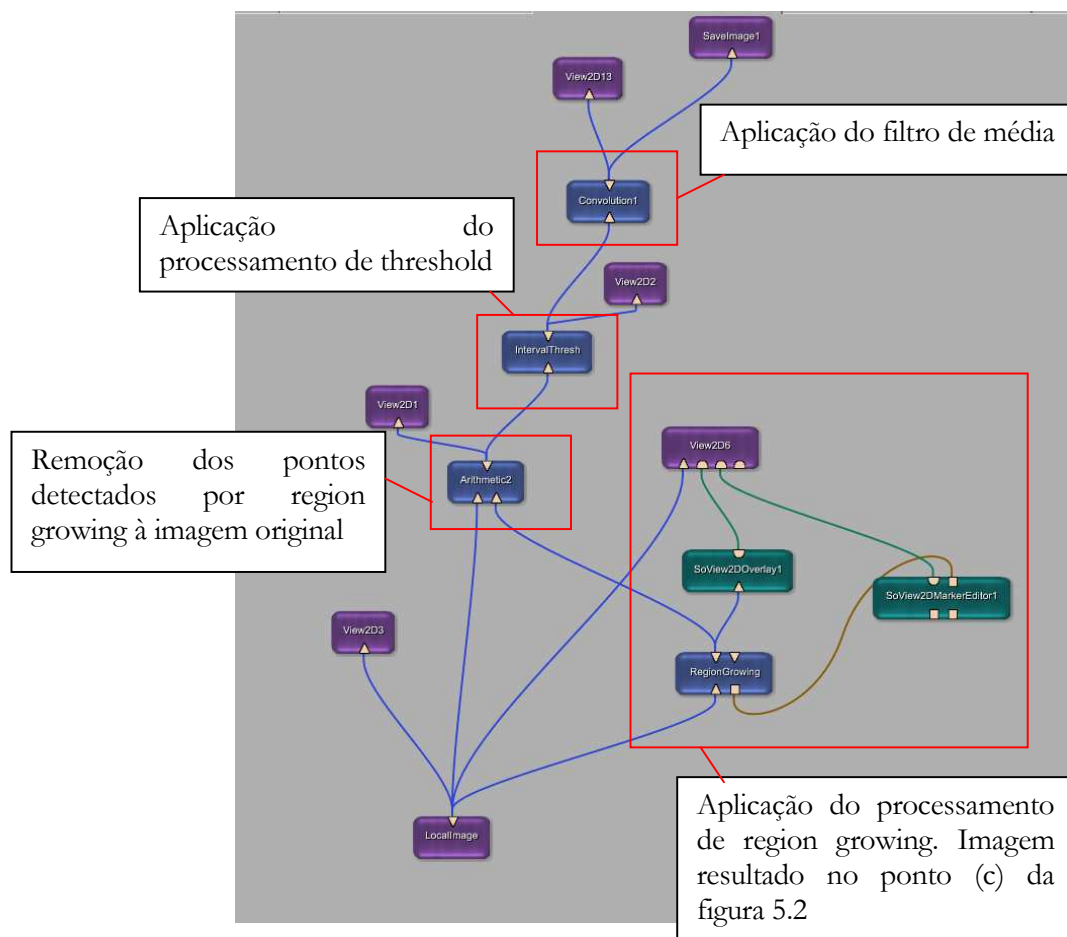 SaveImage1
View2D13
Aplicação do filtro de média
Convolution1
Aplicação do
processamento de threshold
View2D2
IntervalThresh
View2D1
View2D6
Remoção dos pontos
detectados por region
growing à imagem original
Arithmetic2
SoView2DOverlay1
SoView2DMarkerEditor1
View2D3
RegionGrowing
LocalImage
Aplicação do processamento
de region growing. Imagem
resultado no ponto (c) da
figura 5.2